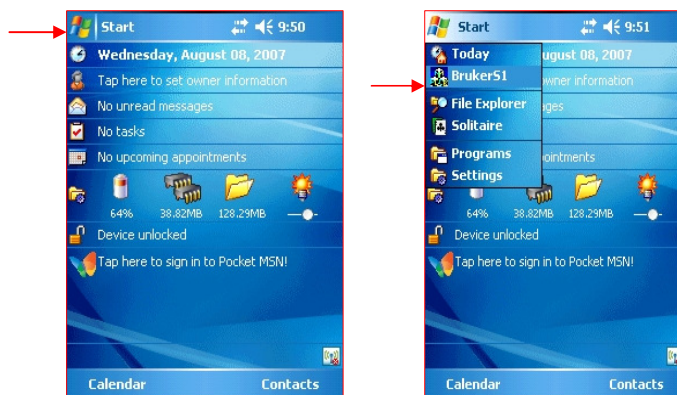 Start 9:50
Wednesday, August 08, 2007
Tap here to set owner information
No unread messages
No tasks
No upcoming appointments
64% 38.82MB 128.29MB
Device unlocked
Tap here to sign in to Pocket MSN!
Calendar Contacts
Start 9:51
Today ugust 08, 2007
BrukerS1 ner information
File Explorer ages
Solitaire
Programs ointments
Settings
64% 38.82MB 128.29MB
Device unlocked
Tap here to sign in to Pocket MSN!
Calendar Contacts